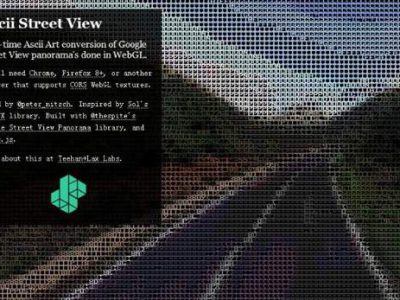 cii Street View
time Ascii Art conversion of Google
et View panorama's done in WebGL.
l need Chrome, Firefox 8+, or another
er that supports CORS WebGL textures.
d by @peter_nitsch. Inspired by Sol's
X library. Built with @thespite's
e Street View Panorama library, and
.js.
about this at Teehan+Lax Labs.